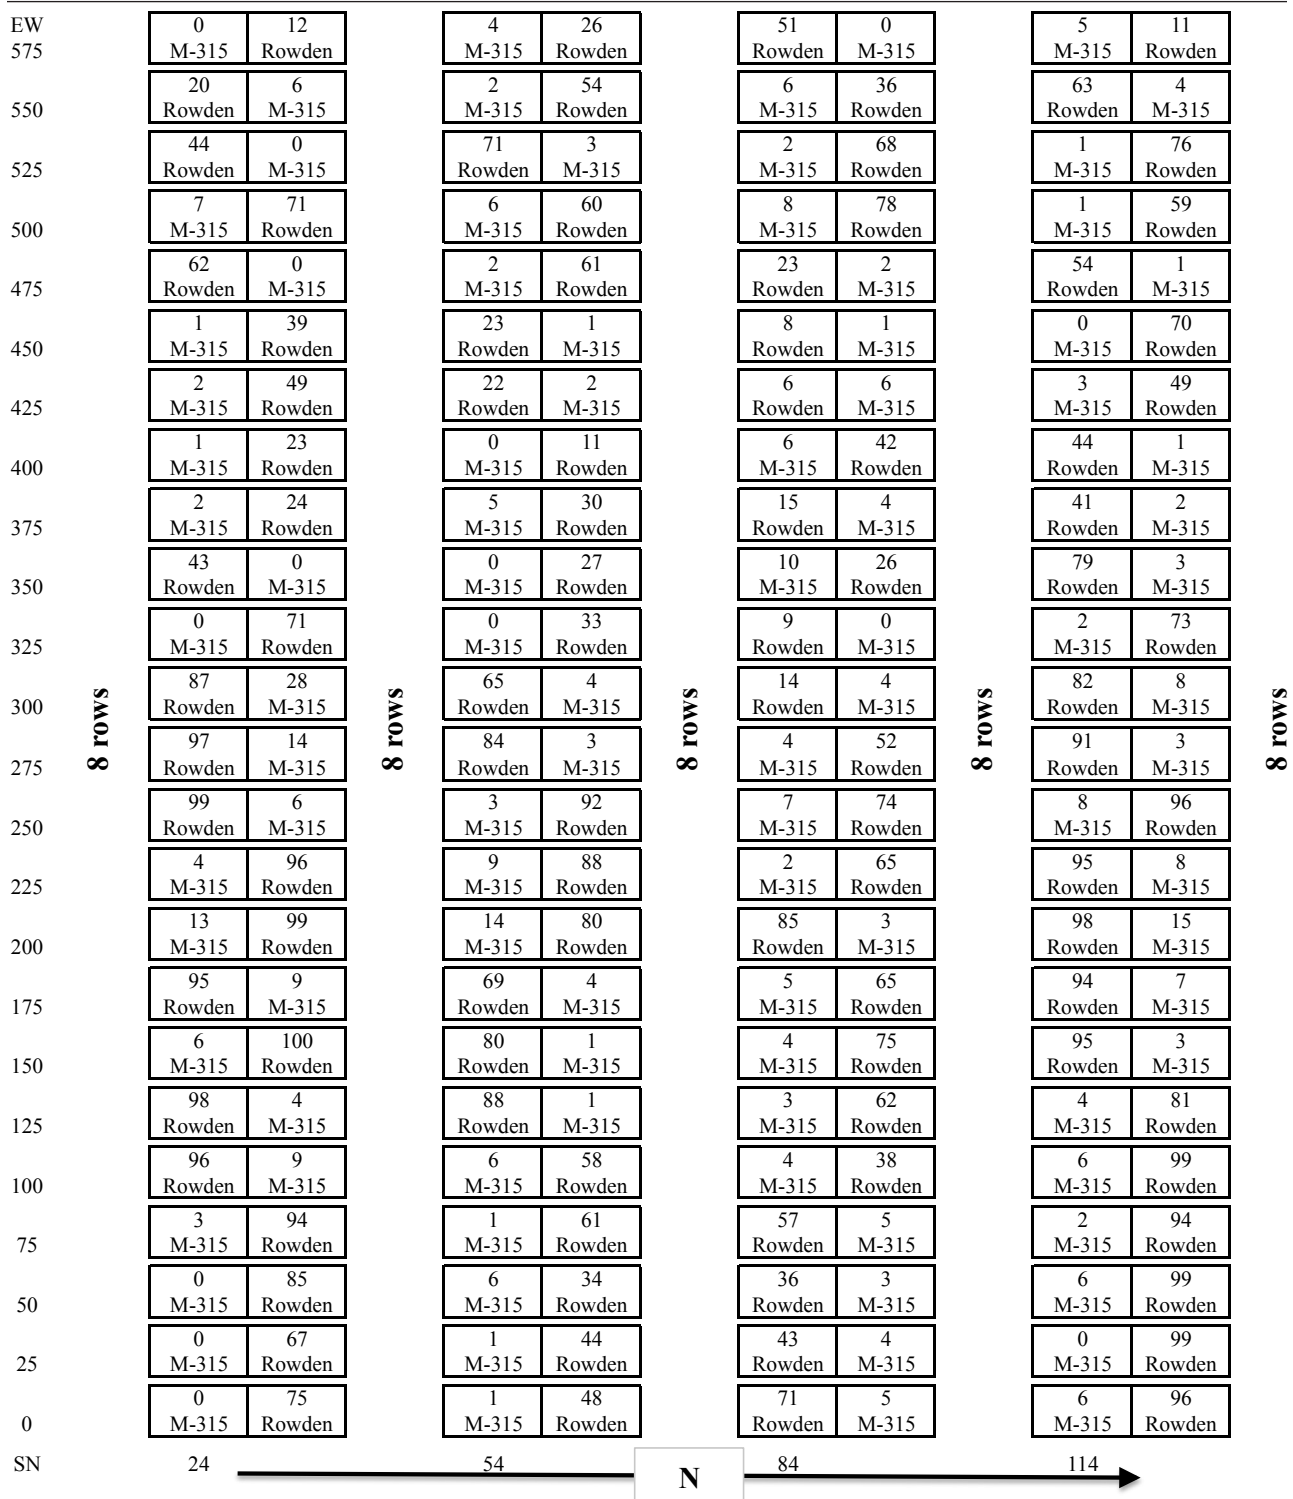 EW 0 12 4 26 51 0 5 11
575 M-315 Rowden M-315 Rowden Rowden M-315 M-315 Rowden
20 6 2 54 6 36 63 4
550 Rowden M-315 M-315 Rowden M-315 Rowden Rowden M-315
44 0 71 3 2 68 1 76
525 Rowden M-315 Rowden M-315 M-315 Rowden M-315 Rowden
7 71 6 60 8 78 1 59
500 M-315 Rowden M-315 Rowden M-315 Rowden M-315 Rowden
62 0 2 61 23 2 54 1
475 Rowden M-315 M-315 Rowden Rowden M-315 Rowden M-315
1 39 23 1 8 1 0 70
450 M-315 Rowden Rowden M-315 Rowden M-315 M-315 Rowden
2 49 22 2 6 6 3 49
425 M-315 Rowden Rowden M-315 Rowden M-315 M-315 Rowden
1 23 0 11 6 42 44 1
400 M-315 Rowden M-315 Rowden M-315 Rowden Rowden M-315
2 24 5 30 15 4 41 2
375 M-315 Rowden M-315 Rowden Rowden M-315 Rowden M-315
43 0 0 27 10 26 79 3
350 Rowden M-315 M-315 Rowden M-315 Rowden Rowden M-315
0 71 0 33 9 0 2 73
325 M-315 Rowden M-315 Rowden Rowden M-315 M-315 Rowden
87 28 65 4 14 4 82 8
300 Rowden M-315 Rowden M-315 Rowden M-315 Rowden M-315
8 rows 8 rows 8 rows 8 rows 8 rows
97 14 84 3 4 52 91 3
275 Rowden M-315 Rowden M-315 M-315 Rowden Rowden M-315
99 6 3 92 7 74 8 96
250 Rowden M-315 M-315 Rowden M-315 Rowden M-315 Rowden
4 96 9 88 2 65 95 8
225 M-315 Rowden M-315 Rowden M-315 Rowden Rowden M-315
13 99 14 80 85 3 98 15
200 M-315 Rowden M-315 Rowden Rowden M-315 Rowden M-315
95 9 69 4 5 65 94 7
175 Rowden M-315 Rowden M-315 M-315 Rowden Rowden M-315
6 100 80 1 4 75 95 3
150 M-315 Rowden Rowden M-315 M-315 Rowden Rowden M-315
98 4 88 1 3 62 4 81
125 Rowden M-315 Rowden M-315 M-315 Rowden M-315 Rowden
96 9 6 58 4 38 6 99
100 Rowden M-315 M-315 Rowden M-315 Rowden M-315 Rowden
3 94 1 61 57 5 2 94
75 M-315 Rowden M-315 Rowden Rowden M-315 M-315 Rowden
0 85 6 34 36 3 6 99
50 M-315 Rowden M-315 Rowden Rowden M-315 M-315 Rowden
0 67 1 44 43 4 0 99
25 M-315 Rowden M-315 Rowden Rowden M-315 M-315 Rowden
0 75 1 48 71 5 6 96
0 M-315 Rowden M-315 Rowden Rowden M-315 M-315 Rowden
SN 24 54 84 114
N